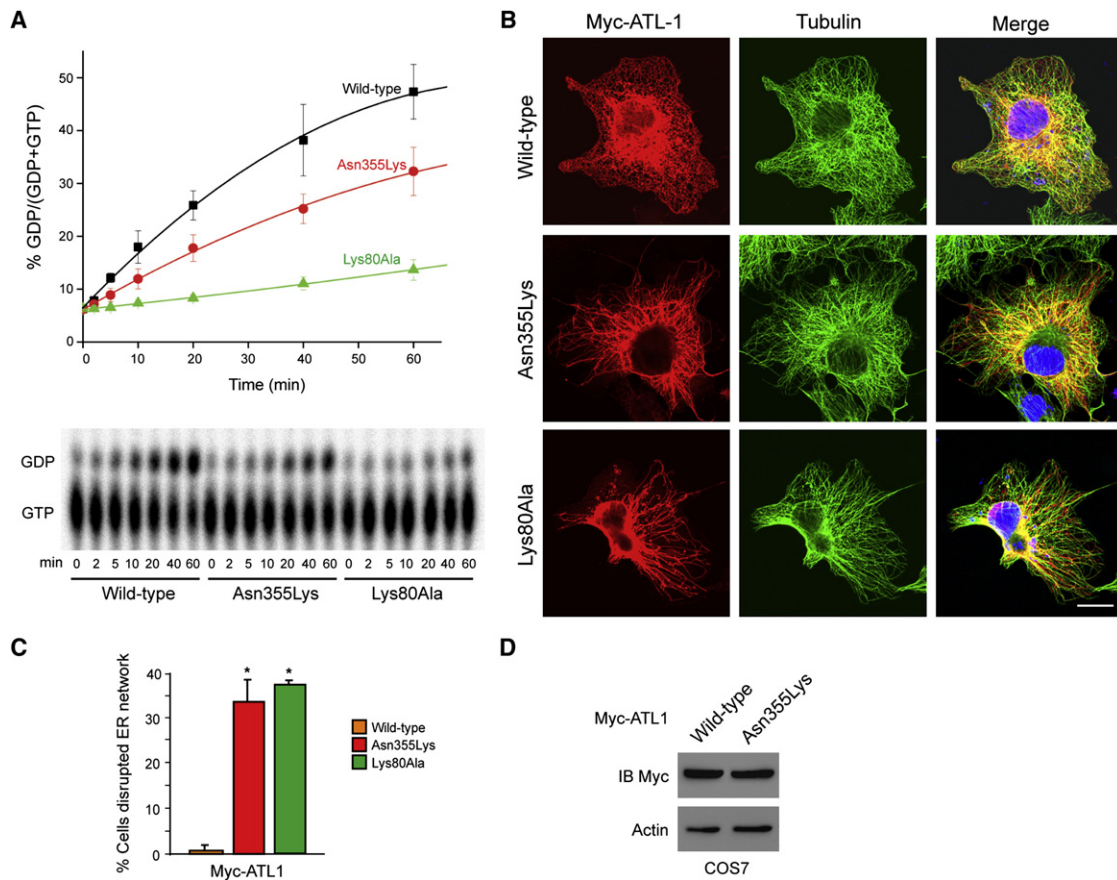 A
% GDP/(GDP+GTP)
50
40
30
20
10
0
Wild-type
Asn355Lys
Lys80Ala
0 10 20 30 40 50 60
Time (min)
GDP
GTP
min 0 2 5 10 20 40 60 0 2 5 10 20 40 60 0 2 5 10 20 40 60
Wild-type Asn355Lys Lys80Ala
B
Myc-ATL-1 Tubulin Merge
Wild-type
Asn355Lys
Lys80Ala
C
% Cells disrupted ER network
40
30
20
10
0
* *
Myc-ATL1
Wild-type
Asn355Lys
Lys80Ala
D
Myc-ATL1
Wild-type
Asn355Lys
IB Myc
Actin
COS7